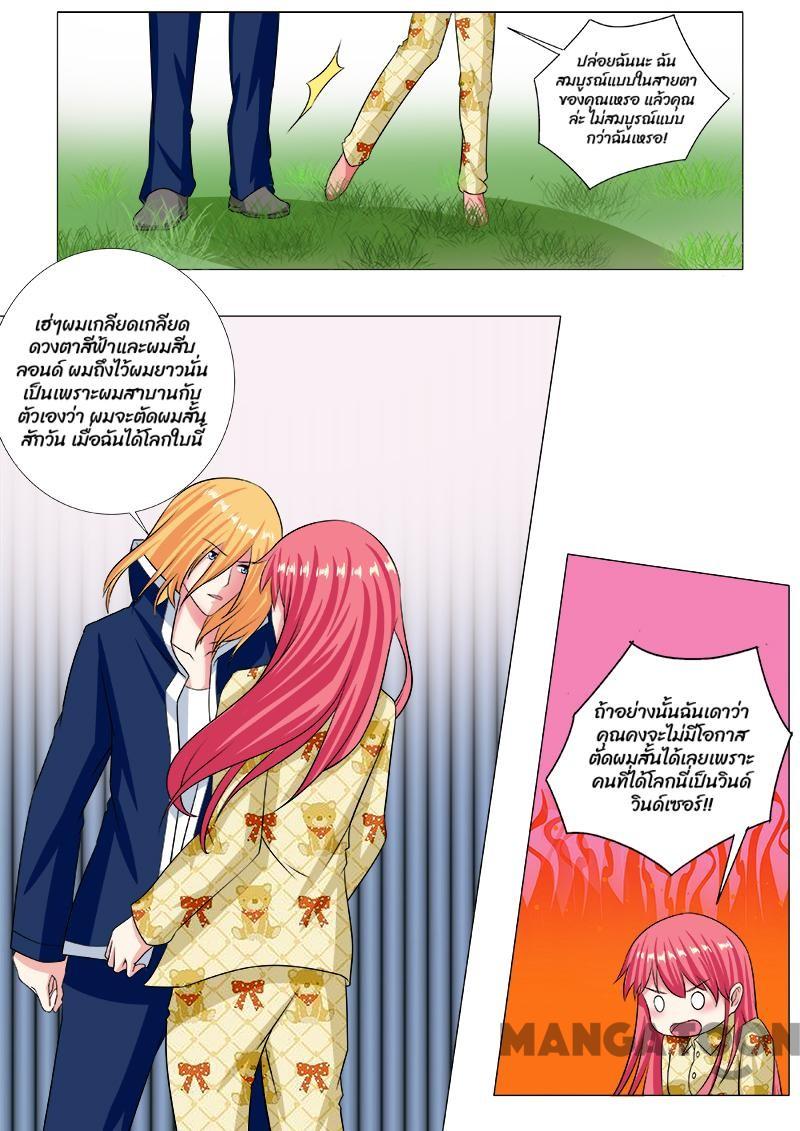 ปล่อยฉันนะ ฉัน
สมบูรณ์แบบในสายตา
ของคุณเหรอ แล้วคุณ
ล่ะ ไม่สมบูรณ์แบบ
กว่าฉันเหรอ!
เฮ่ๆผมเกลียดเกลียด
ดวงตาสีฟ้าและผมสีบ
ลอนด์ ผมถึงไว้ผมยาวนั่น
เป็นเพราะผมสาบานกับ
ตัวเองว่า ผมจะตัดผมสั้น
สักวัน เมื่อฉันได้โลกใบนี้
ถ้าอย่างนั้นฉันเดาว่า
คุณคงจะไม่มีโอกาส
ตัดผมสั้นได้เลยเพราะ
คนที่ได้โลกนี่เป็นวินด์
วินด์เซอร์!!
MANGATOON